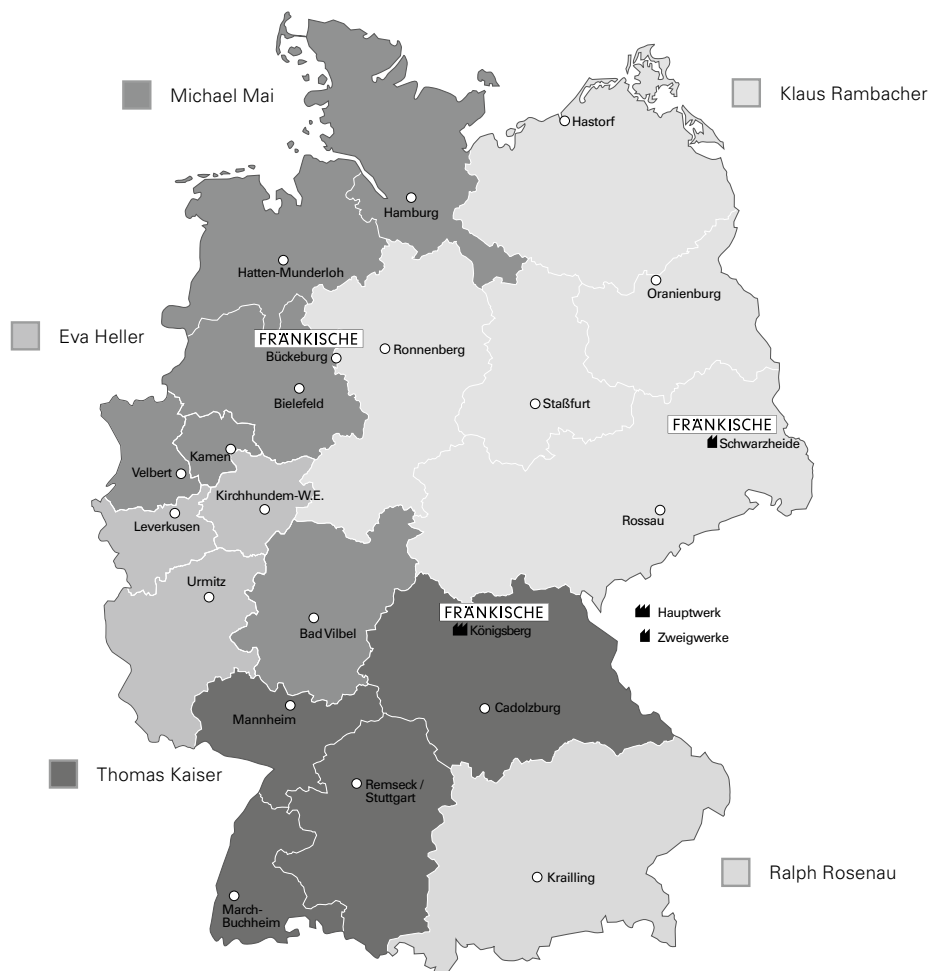 Michael Mai
Klaus Rambacher
Hastorf
Hamburg
Hatten-Munderloh
Oranienburg
Eva Heller
FRÄNKISCHE
Bückeburg
Ronnenberg
Bielefeld
Staßfurt
FRÄNKISCHE
Schwarzheide
Kamen
Velbert
Kirchhundem-W.E.
Leverkusen
Rossau
Urmitz
FRÄNKISCHE
Königsberg
Hauptwerk
Zweigwerke
Bad Vilbel
Cadolzburg
Mannheim
Thomas Kaiser
Remseck /
Stuttgart
Krailling
Ralph Rosenau
March-
Buchheim